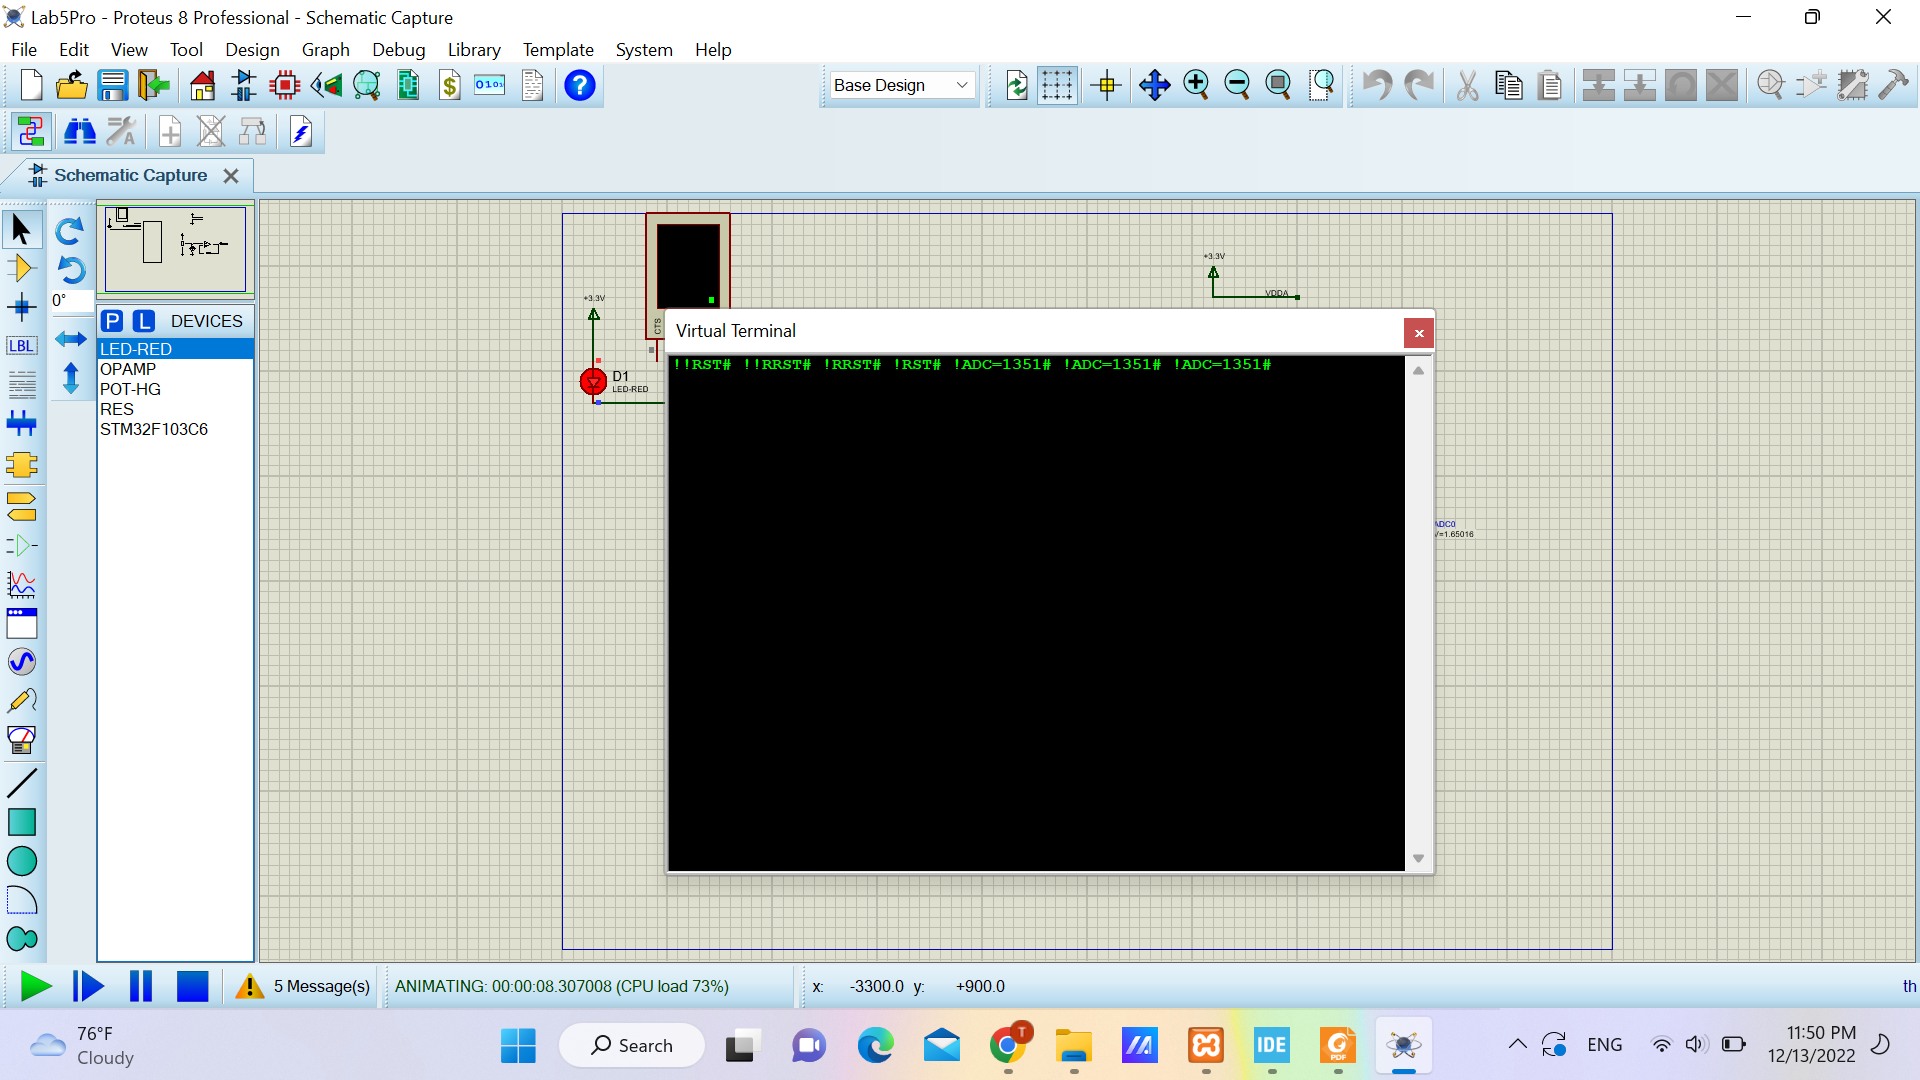 Lab5Pro - Proteus 8 Professional - Schematic Capture
File Edit View Tool Design Graph Debug Library Template System Help
Base Design
Schematic Capture
0°
LBL
P L DEVICES
LED-RED
OPAMP
POT-HG
RES
STM32F103C6
+3.3V
CTS
D1
LED-RED
+3.3V
VDDA
Virtual Terminal
!!RST# !!RRST# !RRST# !RST# !ADC=1351# !ADC=1351# !ADC=1351#
ADC0
V=1.65016
5 Message(s)
ANIMATING: 00:00:08.307008 (CPU load 73%)
x: -3300.0 y: +900.0
th
76°F
Cloudy
Search
T
IDE
PDF
ENG
11:50 PM
12/13/2022